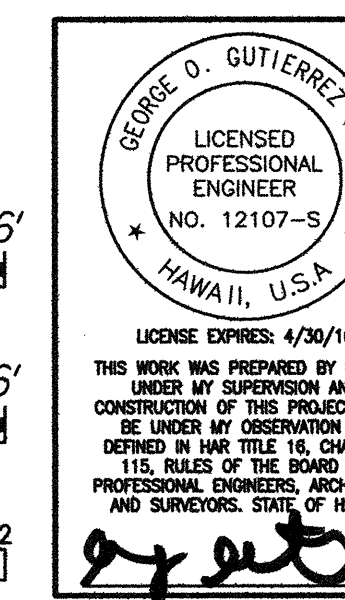 GEORGE O. GUTIERREZ
LICENSED
PROFESSIONAL
ENGINEER
NO. 12107-S
HAWAII, U.S.A
LICENSE EXPIRES: 4/30/1
THIS WORK WAS PREPARED BY
UNDER MY SUPERVISION AN
CONSTRUCTION OF THIS PROJEC
BE UNDER MY OBSERVATION
DEFINED IN HAR TITLE 16, CHA
115, RULES OF THE BOARD
PROFESSIONAL ENGINEERS, ARCH
AND SURVEYORS. STATE OF H
2